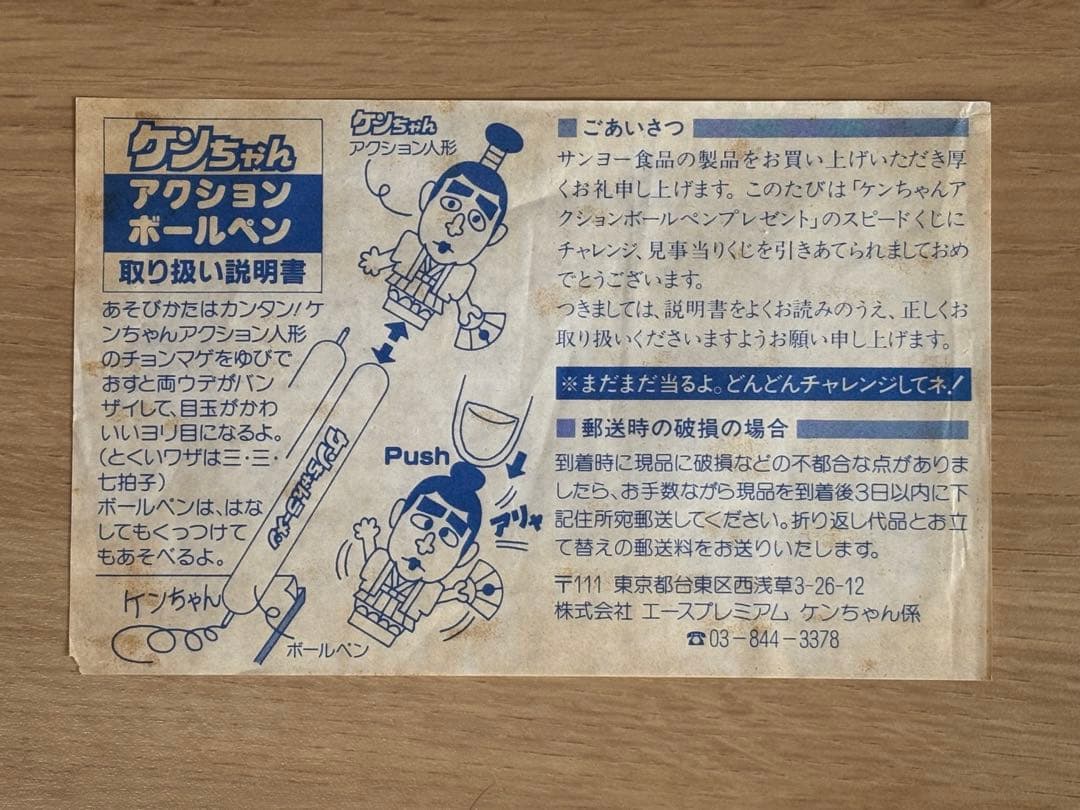 ケンちゃん
アクション
ボールペン
取り扱い説明書
あそびかたはカンタン!ケ
ンちゃんアクション人形
のチョンマゲをゆびで
おすと両ウデがバン
ザイして、目玉がかわ
いいヨリ目になるよ。
(とくいワザは三・三・
七拍子)
ボールペンは、はな
してもくっつけて
もあそべるよ。
ケンちゃん
アクション人形
ケンちゃんラーメン
Push
アリャ
ケンちゃん
ボールペン
ごあいさつ
サンヨー食品の製品をお買い上げいただき厚
くお礼申し上げます。このたびは「ケンちゃんア
クションボールペンプレゼント」のスピードくじに
チャレンジ、見事当りくじを引きあてられましておめ
でとうございます。
つきましては、説明書をよくお読みのうえ、正しくお
取り扱いくださいますようお願い申し上げます。
※まだまだ当るよ。どんどんチャレンジしてネ!
郵送時の破損の場合
到着時に現品に破損などの不都合な点がありま
したら、お手数ながら現品を到着後3日以内に下
記住所宛郵送してください。折り返し代品とお立
て替えの郵送料をお送りいたします。
〒111 東京都台東区西浅草3-26-12
株式会社 エースプレミアム ケンちゃん係
☎03-844-3378